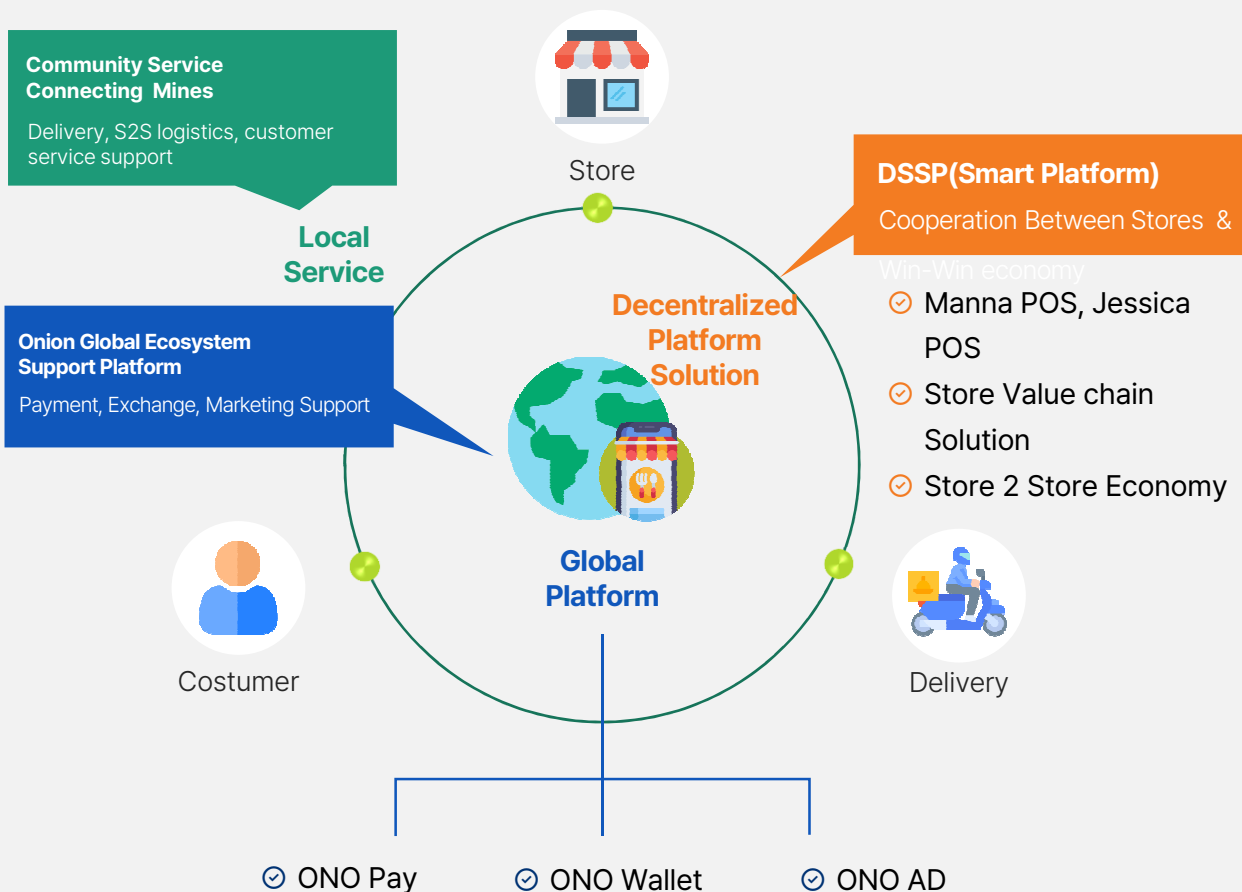 Community Service
Connecting Mines
Delivery, S2S logistics, customer
service support
Store
DSSP(Smart Platform)
Cooperation Between Stores &
Win-Win economy
Local
Service
Decentralized
Platform
Solution
Manna POS, Jessica
POS
Store Value chain
Solution
Store 2 Store Economy
Onion Global Ecosystem
Support Platform
Payment, Exchange, Marketing Support
Global
Platform
Costumer
Delivery
ONO Pay
ONO Wallet
ONO AD